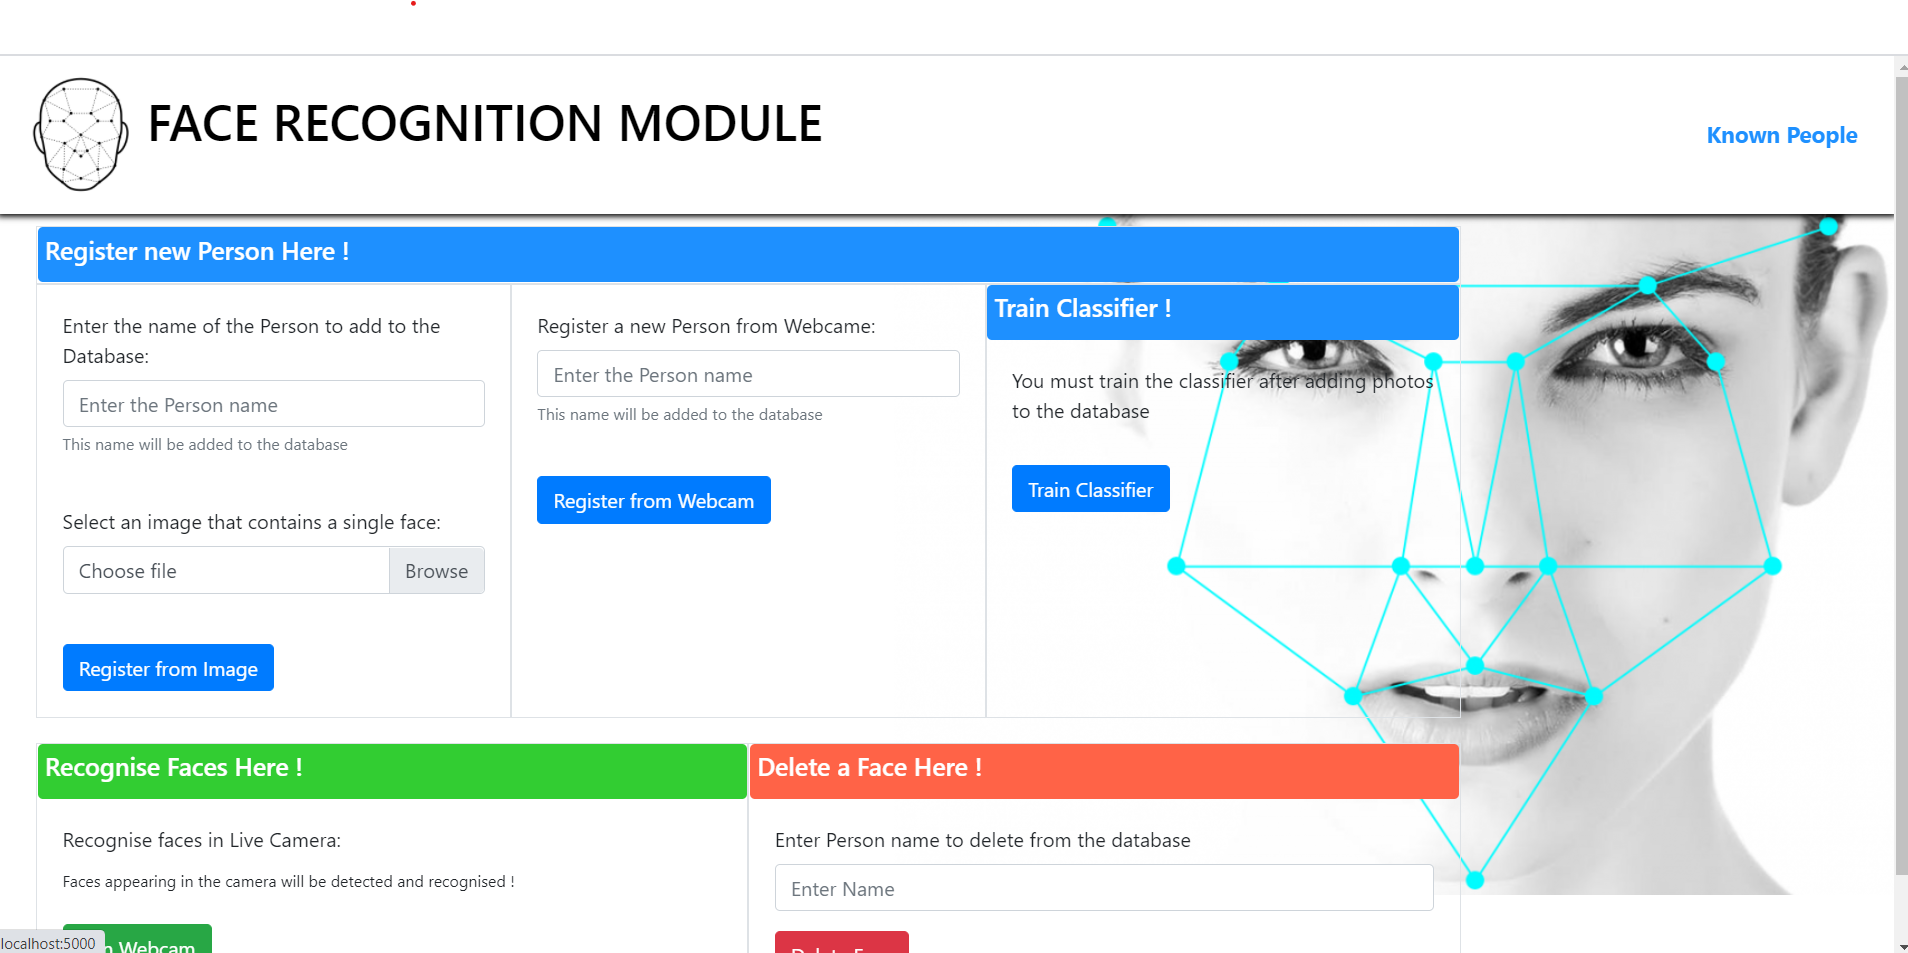 FACE RECOGNITION MODULE
Known People
Register new Person Here !
Enter the name of the Person to add to the
Database:
Enter the Person name
This name will be added to the database
Select an image that contains a single face:
Choose file
Browse
Register from Image
Register a new Person from Webcame:
Enter the Person name
This name will be added to the database
Register from Webcam
Train Classifier !
You must train the classifier after adding photos
to the database
Train Classifier
Recognise Faces Here !
Recognise faces in Live Camera:
Faces appearing in the camera will be detected and recognised !
Webcam
Delete a Face Here !
Enter Person name to delete from the database
Enter Name
localhost:5000